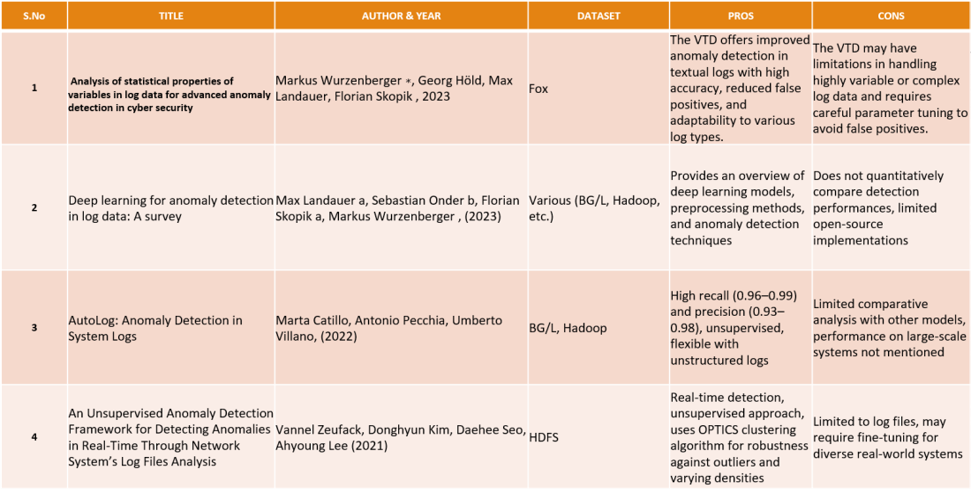 S.No TITLE AUTHOR & YEAR DATASET PROS CONS
1
Analysis of statistical properties of
variables in log data for advanced anomaly
detection in cyber security
Markus Wurzenberger *, Georg Höld, Max
Landauer, Florian Skopik , 2023
Fox
The VTD offers improved
anomaly detection in
textual logs with high
accuracy, reduced false
positives, and
adaptability to various
log types.
The VTD may have
limitations in handling
highly variable or complex
log data and requires
careful parameter tuning to
avoid false positives.
2
Deep learning for anomaly detection
in log data: A survey
Max Landauer a, Sebastian Onder b, Florian
Skopik a, Markus Wurzenberger , (2023)
Various (BG/L, Hadoop,
etc.)
Provides an overview of
deep learning models,
preprocessing methods,
and anomaly detection
techniques
Does not quantitatively
compare detection
performances, limited
open-source
implementations
3
AutoLog: Anomaly Detection in
System Logs
Marta Catillo, Antonio Pecchia, Umberto
Villano, (2022)
BG/L, Hadoop
High recall (0.96–0.99)
and precision (0.93–
0.98), unsupervised,
flexible with
unstructured logs
Limited comparative
analysis with other models,
performance on large-scale
systems not mentioned
4
An Unsupervised Anomaly Detection
Framework for Detecting Anomalies
in Real-Time Through Network
System's Log Files Analysis
Vannel Zeufack, Donghyun Kim, Daehee Seo,
Ahyoung Lee (2021)
HDFS
Real-time detection,
unsupervised approach,
uses OPTICS clustering
algorithm for robustness
against outliers and
varying densities
Limited to log files, may
require fine-tuning for
diverse real-world systems